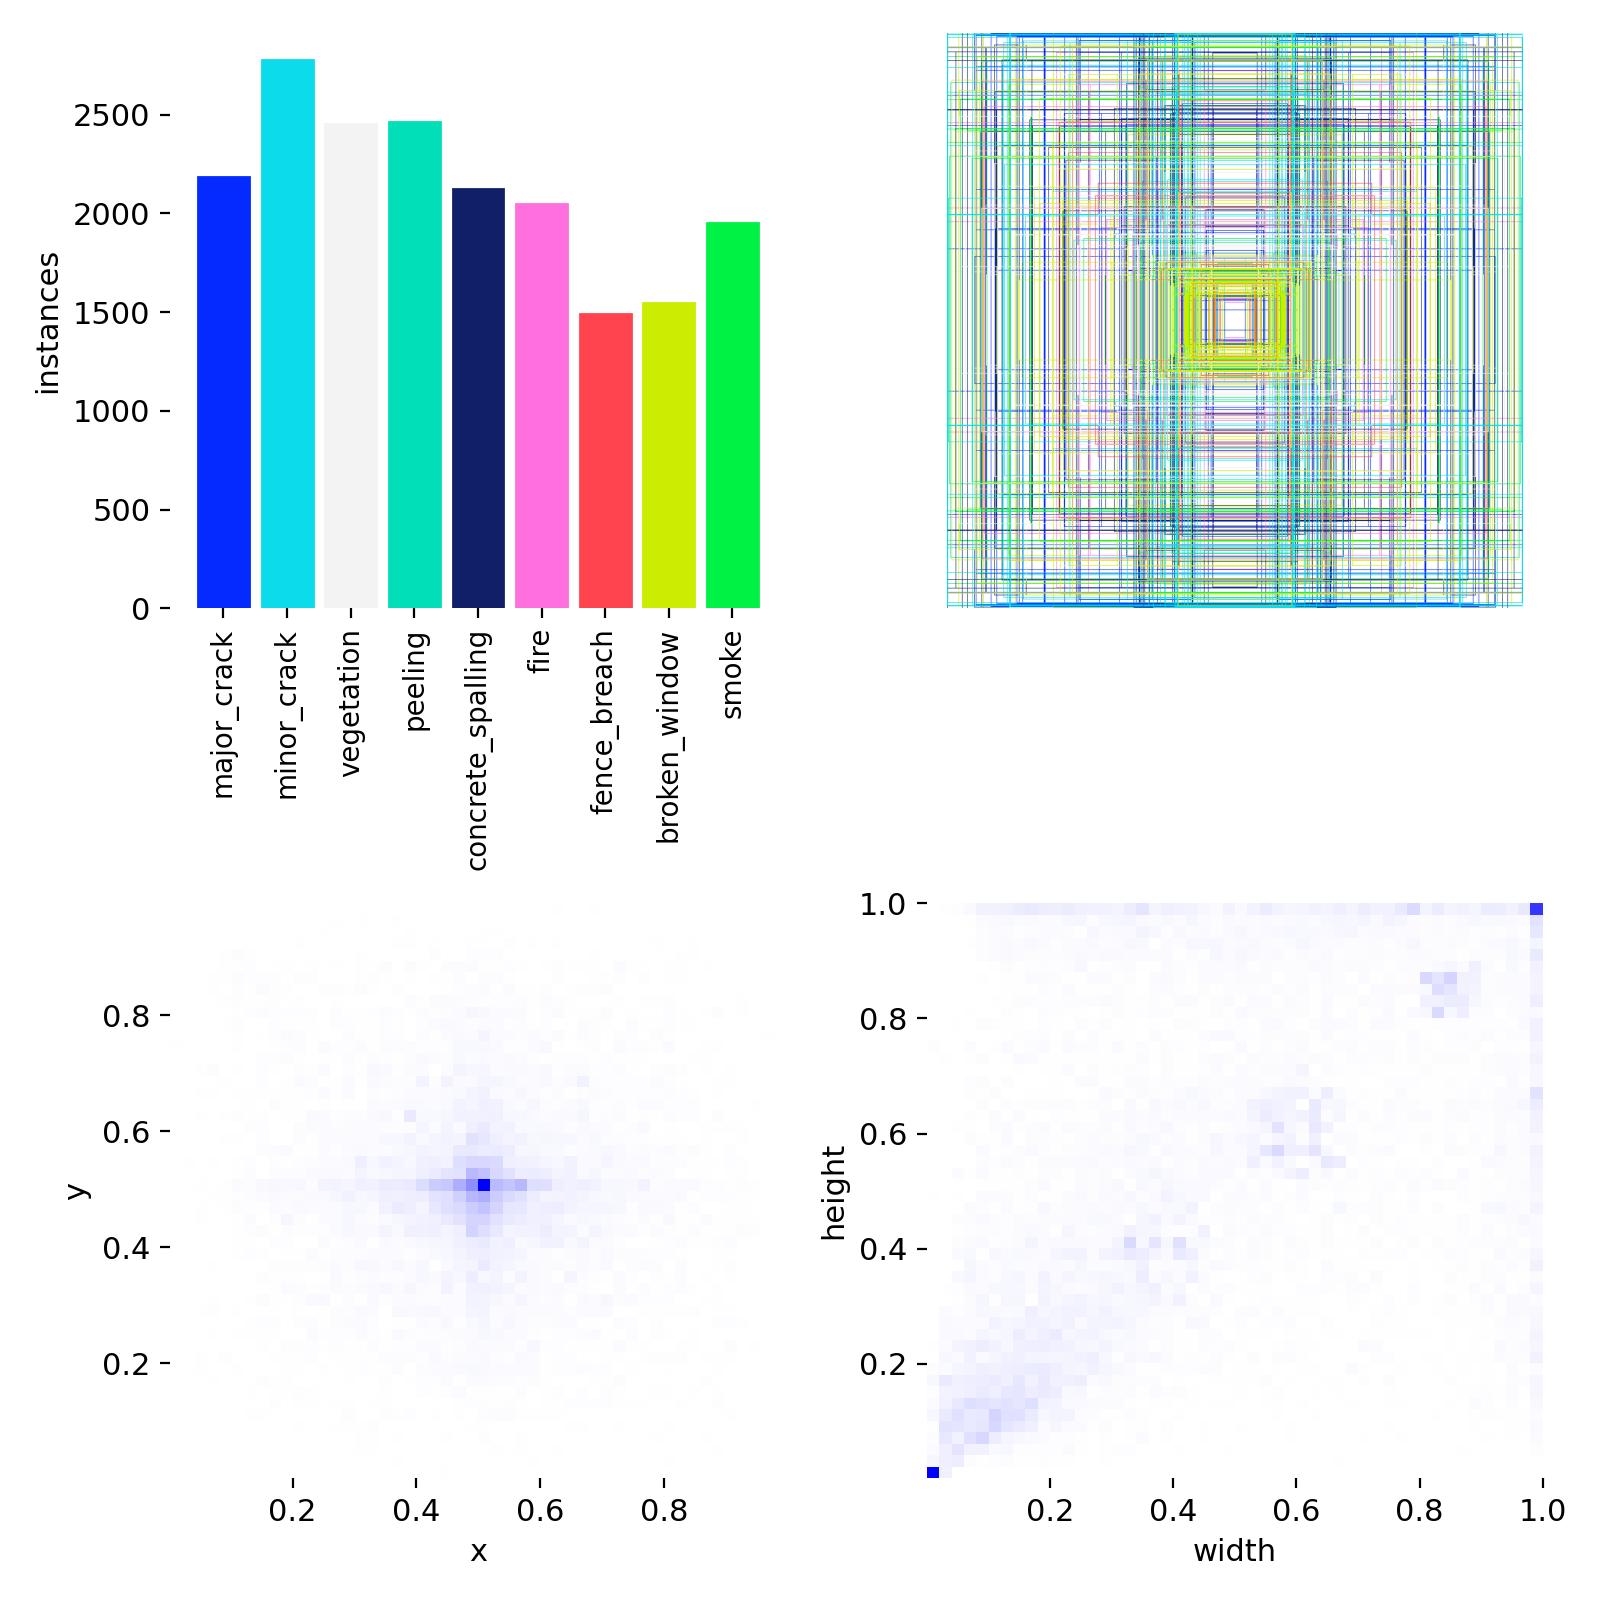 2500
2000
1500
1000
500
0
instances
major_crack
minor_crack
vegetation
peeling
concrete_spalling
fire
fence_breach
broken_window
smoke
0.8
0.6
0.4
0.2
y
0.2 0.4 0.6 0.8
x
1.0
0.8
0.6
0.4
0.2
height
0.2 0.4 0.6 0.8 1.0
width